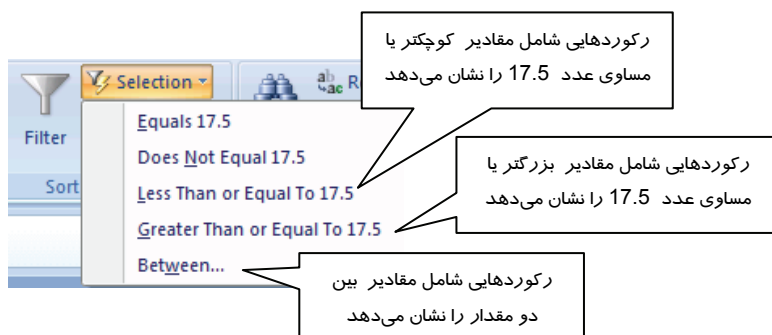 رکوردهایی شامل مقادیر کوچکتر یا
مساوی عدد 17.5 را نشان می‌دهد
Selection
Filter
Sort
Equals 17.5
Does Not Equal 17.5
Less Than or Equal To 17.5
Greater Than or Equal To 17.5
Between...
رکوردهایی شامل مقادیر بزرگتر یا
مساوی عدد 17.5 را نشان می‌دهد
رکوردهایی شامل مقادیر بین
دو مقدار را نشان می‌دهد